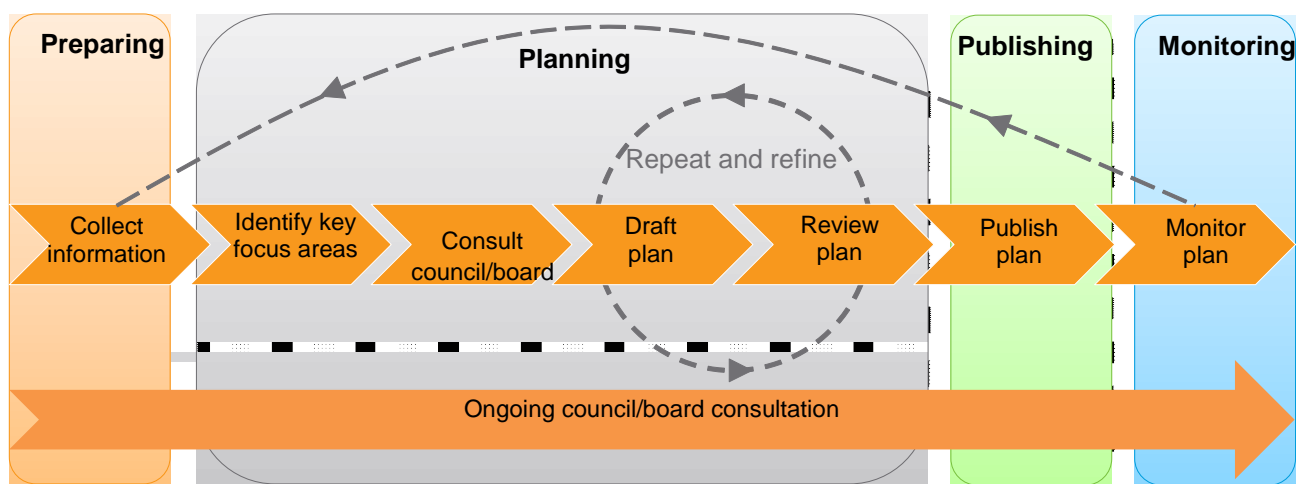 Preparing
Planning
Publishing
Monitoring
Repeat and refine
Collect
information
Identify key
focus areas
Consult
council/board
Draft
plan
Review
plan
Publish
plan
Monitor
plan
Ongoing council/board consultation